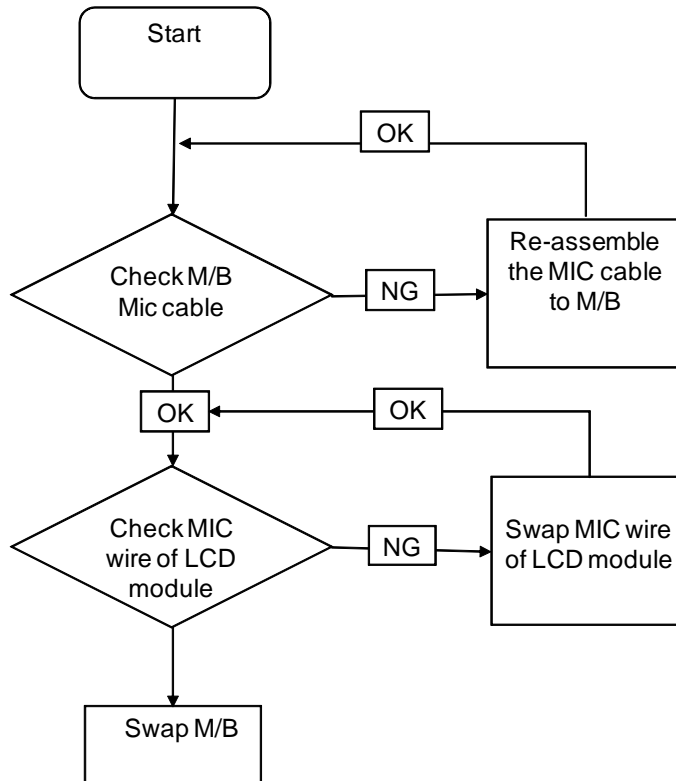 Start
OK
Check M/B
Mic cable
NG
Re-assemble
the MIC cable
to M/B
OK
OK
Check MIC
wire of LCD
module
NG
Swap MIC wire
of LCD module
Swap M/B